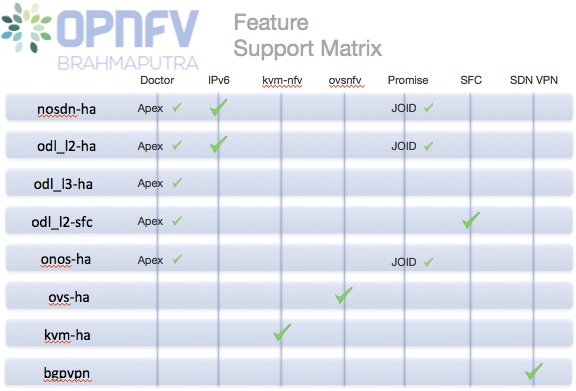 OPNFV
BRAHMAPUTRA
Feature
Support Matrix
Doctor IPv6 kvm-nfv ovsnfv Promise SFC SDN VPN
nosdn-ha Apex ✓ ✓ JOID ✓
odl_l2-ha Apex ✓ ✓ JOID ✓
odl_l3-ha Apex ✓
odl_l2-sfc Apex ✓ ✓
onos-ha Apex ✓ JOID ✓
ovs-ha ✓
kvm-ha ✓
bgpvpn ✓